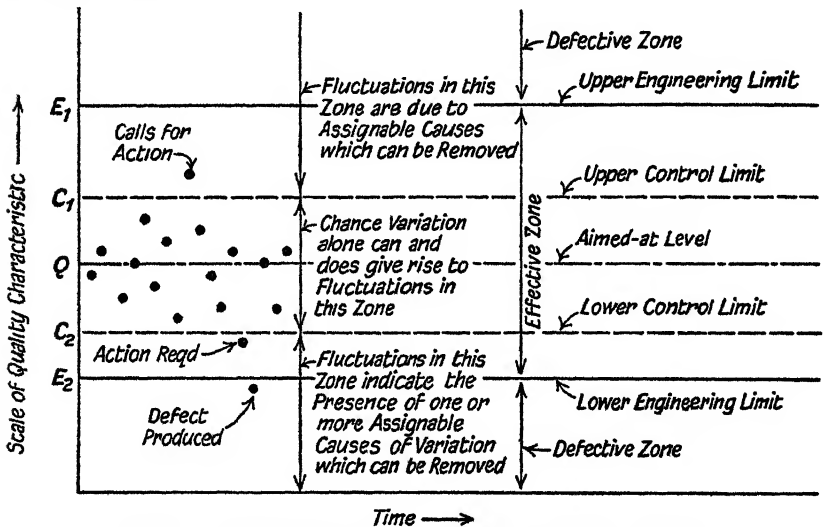 Scale of Quality Characteristic
E1
C1
Q
C2
E2
Calls for
Action
Action Reqd
Defect
Produced
Fluctuations in this
Zone are due to
Assignable Causes
which can be Removed
Chance Variation
alone can and
does give rise to
Fluctuations in
this Zone
Fluctuations in this
Zone indicate the
Presence of one or
more Assignable
Causes of Variation
which can be Removed
Defective Zone
Upper Engineering Limit
Upper Control Limit
Effective Zone
Aimed-at Level
Lower Control Limit
Lower Engineering Limit
Defective Zone
Time